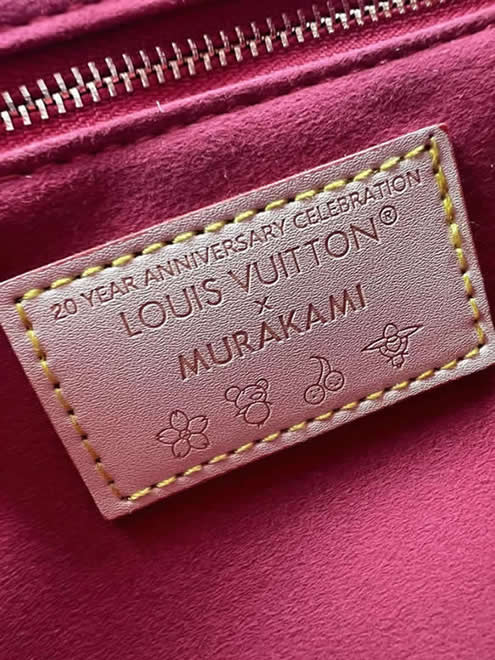 20 YEAR ANNIVERSARY CELEBRATION
LOUIS VUITTON®
×
MURAKAMI